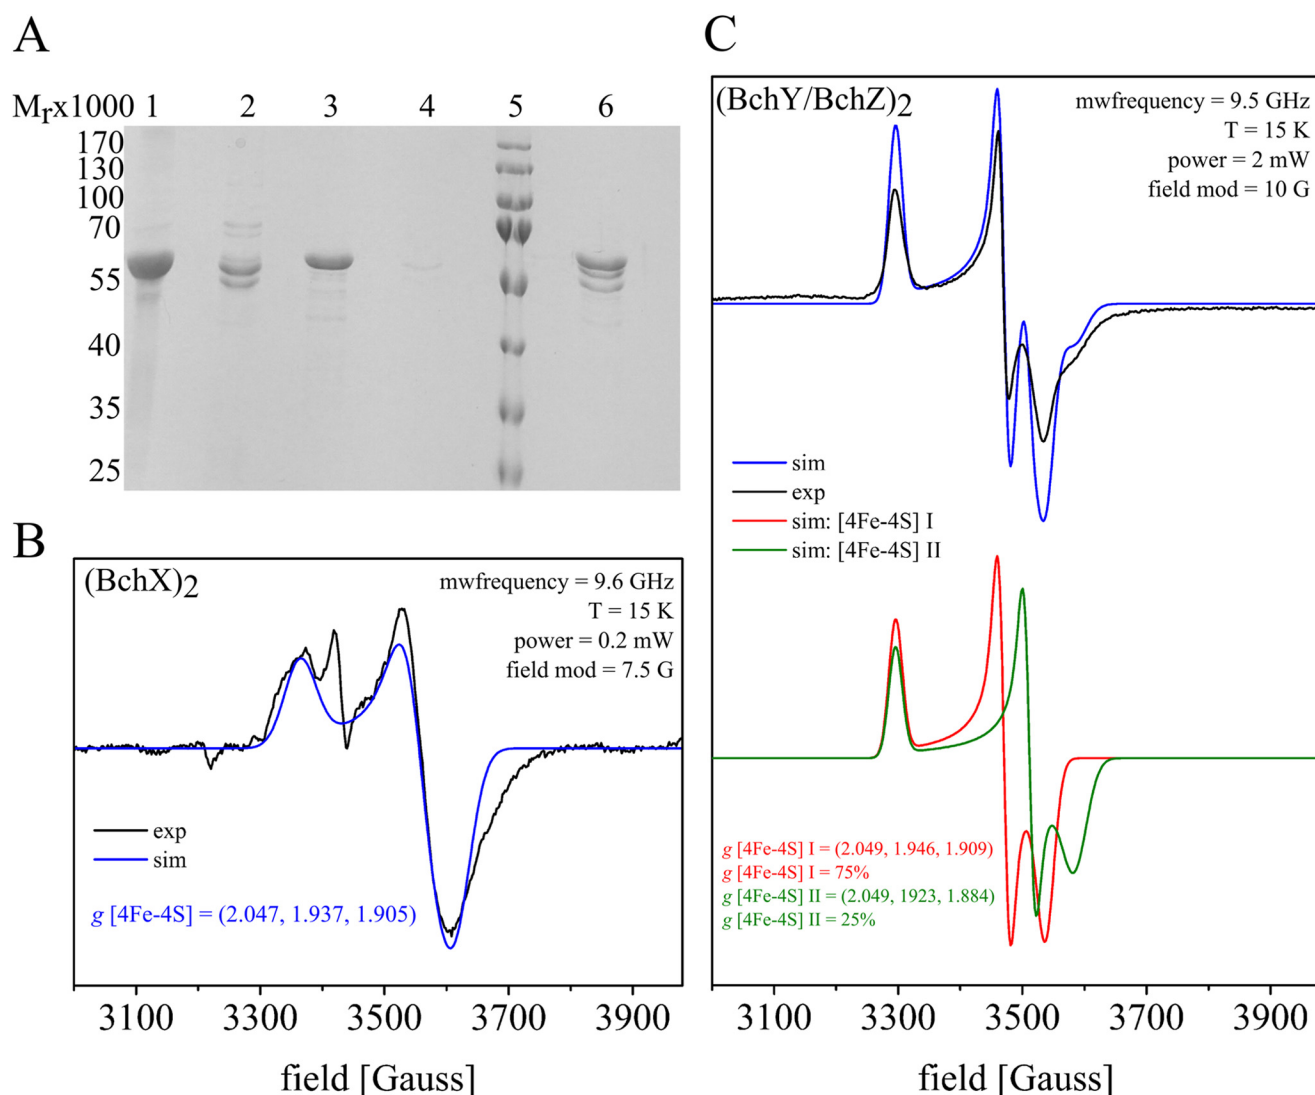 A
M_rx1000 1 2 3 4 5 6
170
130
100
70
55
40
35
25
B
(BchX)2
mwfrequency = 9.6 GHz
T = 15 K
power = 0.2 mW
field mod = 7.5 G
exp
sim
g [4Fe-4S] = (2.047, 1.937, 1.905)
3100 3300 3500 3700 3900
field [Gauss]
C
(BchY/BchZ)2
mwfrequency = 9.5 GHz
T = 15 K
power = 2 mW
field mod = 10 G
sim
exp
sim: [4Fe-4S] I
sim: [4Fe-4S] II
g [4Fe-4S] I = (2.049, 1.946, 1.909)
g [4Fe-4S] I = 75%
g [4Fe-4S] II = (2.049, 1923, 1.884)
g [4Fe-4S] II = 25%
3100 3300 3500 3700 3900
field [Gauss]